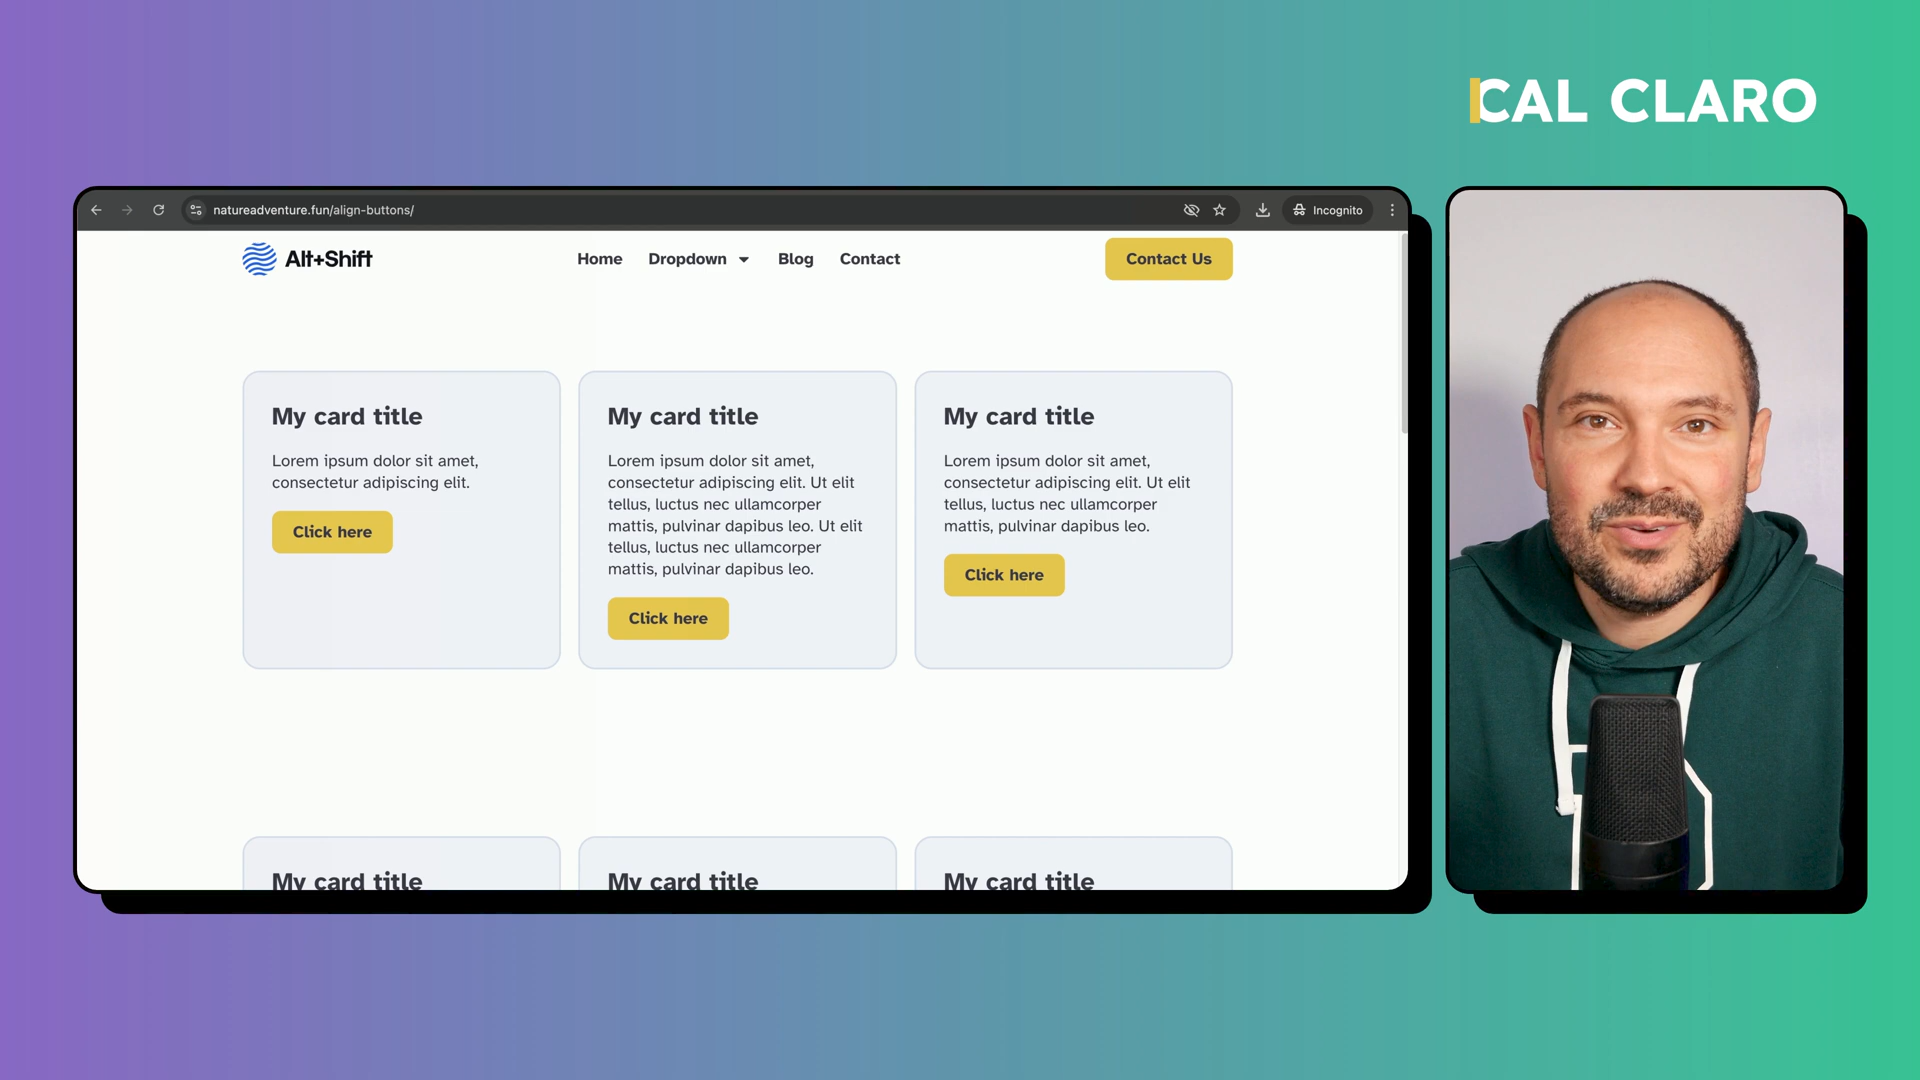 CAL CLARO
natureadventure.fun/align-buttons/
Incognito
Alt+Shift
Home
Dropdown
Blog
Contact
Contact Us
My card title
Lorem ipsum dolor sit amet,
consectetur adipiscing elit.
Click here
My card title
Lorem ipsum dolor sit amet,
consectetur adipiscing elit. Ut elit
tellus, luctus nec ullamcorper
mattis, pulvinar dapibus leo. Ut elit
tellus, luctus nec ullamcorper
mattis, pulvinar dapibus leo.
Click here
My card title
Lorem ipsum dolor sit amet,
consectetur adipiscing elit. Ut elit
tellus, luctus nec ullamcorper
mattis, pulvinar dapibus leo.
Click here
My card title
My card title
My card title